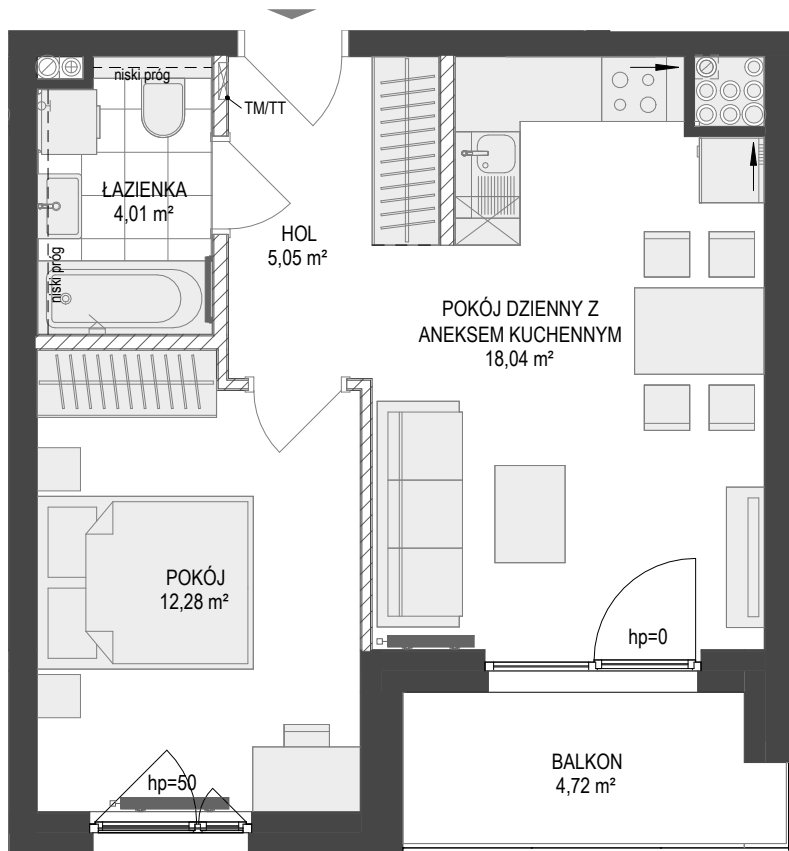 niski próg
TM/TT
ŁAZIENKA
4,01 m²
niski próg
HOL
5,05 m²
POKÓJ DZIENNY Z
ANEKSEM KUCHENNYM
18,04 m²
POKÓJ
12,28 m²
hp=0
hp=50
BALKON
4,72 m²